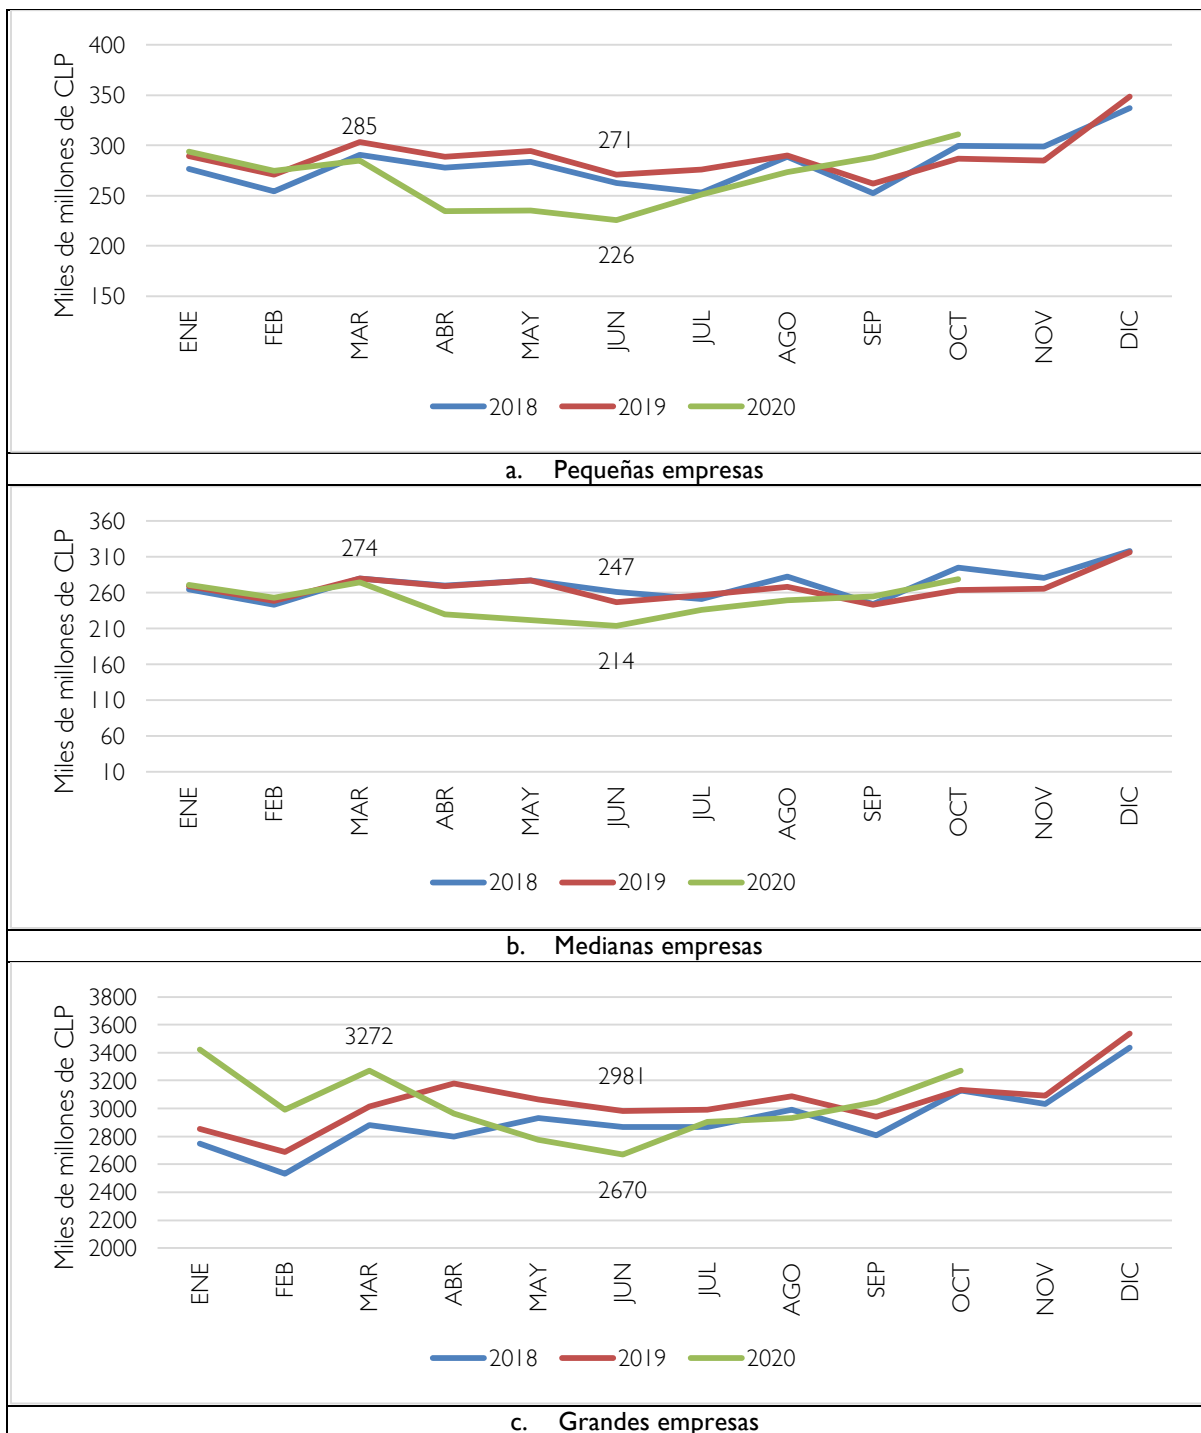 Miles de millones de CLP
400
350
300
250
200
150
285
271
226
ENE FEB MAR ABR MAY JUN JUL AGO SEP OCT NOV DIC
2018 2019 2020
a. Pequeñas empresas
Miles de millones de CLP
360
310
260
210
160
110
60
10
274
247
214
ENE FEB MAR ABR MAY JUN JUL AGO SEP OCT NOV DIC
2018 2019 2020
b. Medianas empresas
Miles de millones de CLP
3800
3600
3400
3200
3000
2800
2600
2400
2200
2000
3272
2981
2670
ENE FEB MAR ABR MAY JUN JUL AGO SEP OCT NOV DIC
2018 2019 2020
c. Grandes empresas